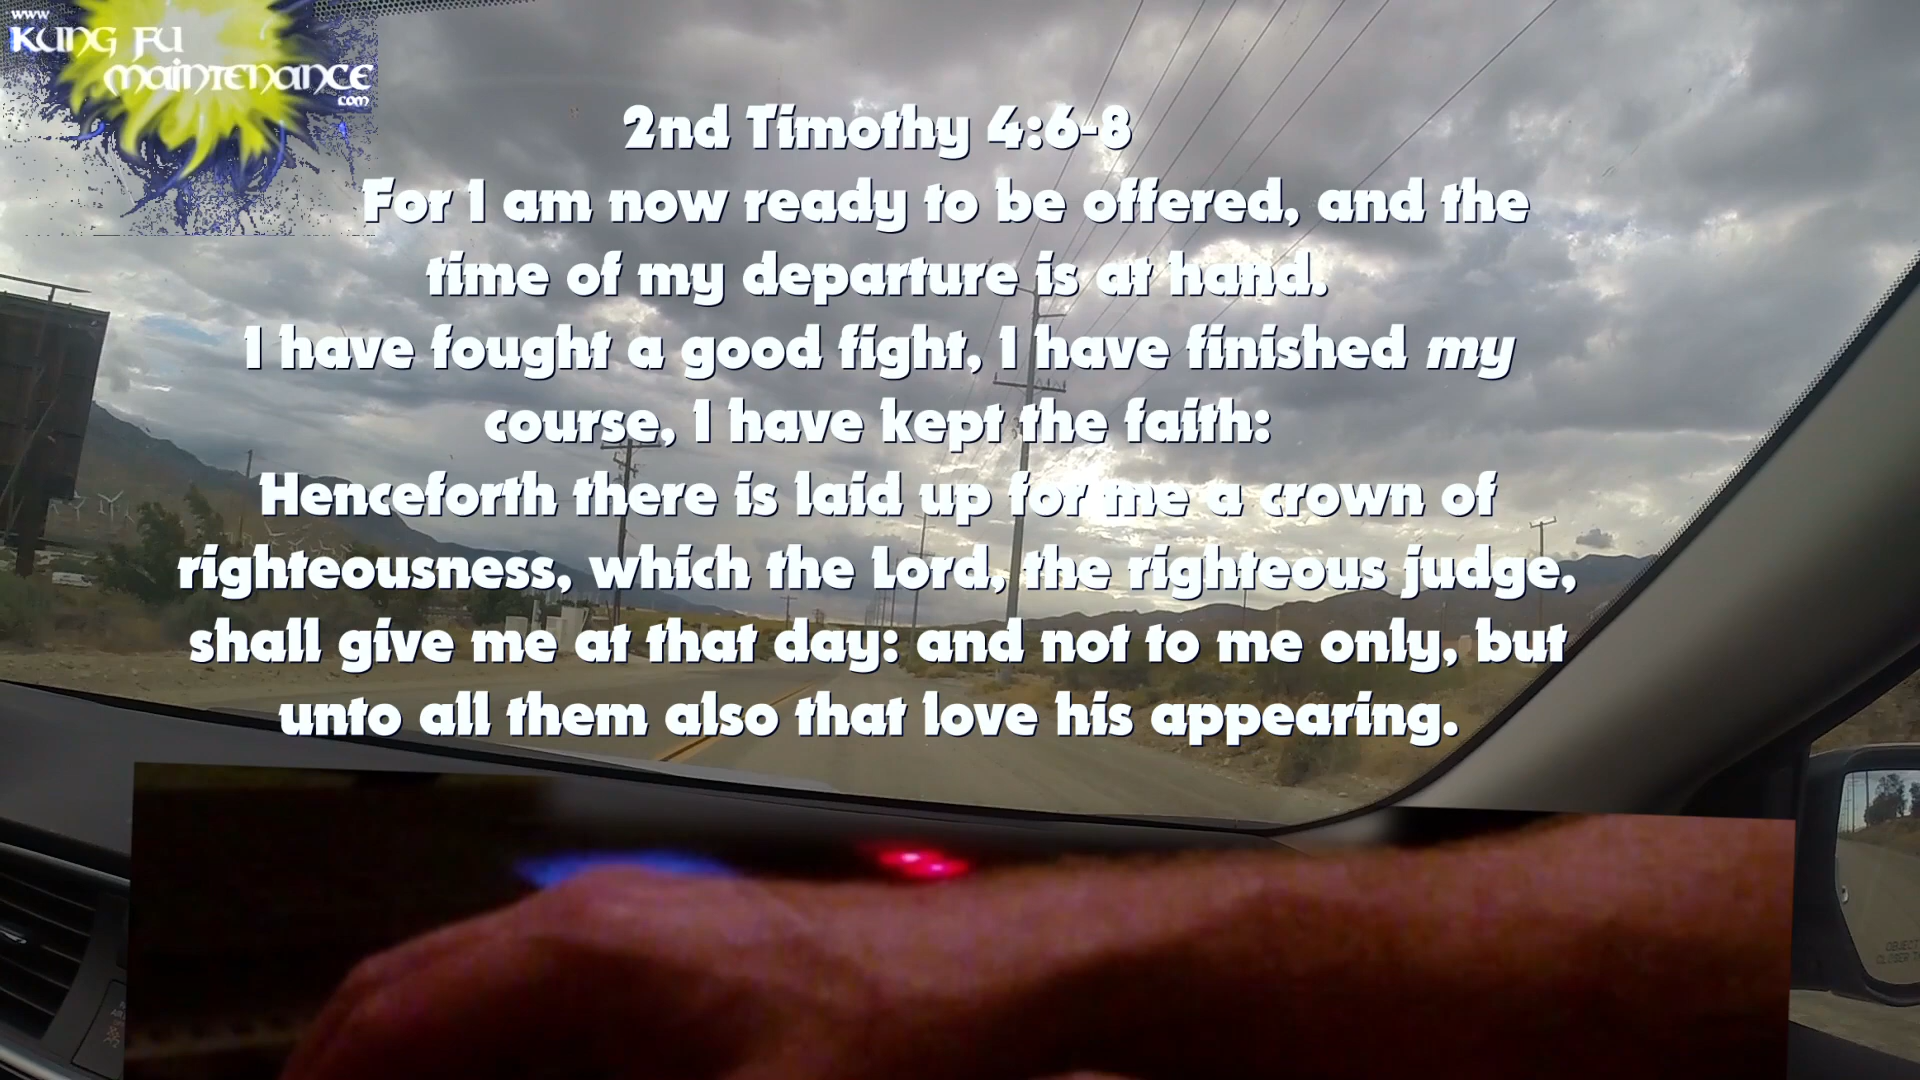 www
KUNG FU
MAINTENANCE
.com
2nd Timothy 4:6-8
For I am now ready to be offered, and the
time of my departure is at hand.
I have fought a good fight, I have finished my
course, I have kept the faith:
Henceforth there is laid up for me a crown of
righteousness, which the Lord, the righteous judge,
shall give me at that day: and not to me only, but
unto all them also that love his appearing.